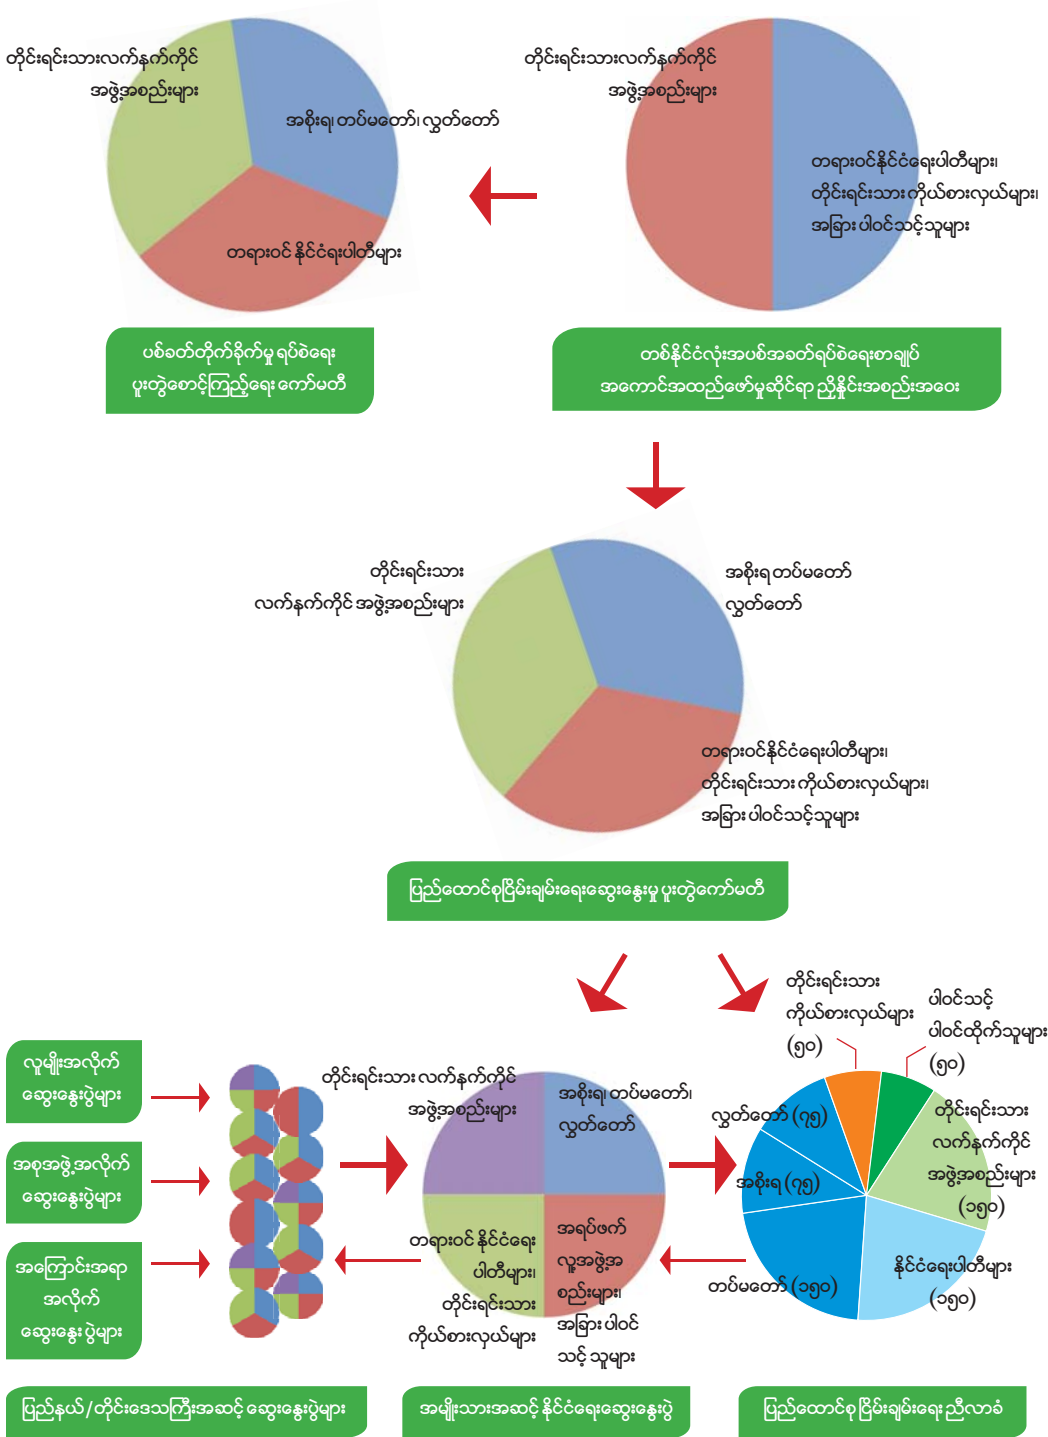 တိုင်းရင်းသားလက်နက်ကိုင်
အဖွဲ့အစည်းများ
အစိုးရ၊ တပ်မတော်၊ လွှတ်တော်
တရားဝင် နိုင်ငံရးပါတီများ
ပစ်ခတ်တိုက်ခိုက်မှု ရပ်စဲရေး
ပူးတွဲစောင့်ကြည့်ရေး ကော်မတီ
တိုင်းရင်းသားလက်နက်ကိုင်
အဖွဲ့အစည်းများ
တရားဝင်နိုင်ငံရေးပါတီများ၊
တိုင်းရင်းသား ကိုယ်စားလှယ်များ၊
အခြား ပါဝင်သင့်သူများ
တစ်နိုင်ငံလုံးအပစ်အခတ်ရပ်စဲရေးစာချုပ်
အကောင်အထည်ဖော်မှုဆိုင်ရာ ညှိနှိုင်းအစည်းအဝေး
တိုင်းရင်းသား
လက်နက်ကိုင် အဖွဲ့အစည်းများ
အစိုးရ တပ်မတော်
လွှတ်တော်
တရားဝင်နိုင်ငံရေးပါတီများ၊
တိုင်းရင်းသား ကိုယ်စားလှယ်များ၊
အခြား ပါဝင်သင့်သူများ
ပြည်ထောင်စုငြိမ်းချမ်းရေးဆွေးနွေးမှု ပူးတွဲကော်မတီ
လူမျိုးအလိုက်
ဆွေးနွေးပွဲများ
အစုအဖွဲ့အလိုက်
ဆွေးနွေးပွဲများ
အကြောင်းအရာ
အလိုက်
ဆွေးနွေးပွဲများ
ပြည်နယ်/တိုင်းဒေသကြီးအဆင့် ဆွေးနွေးပွဲများ
တိုင်းရင်းသား လက်နက်ကိုင်
အဖွဲ့အစည်းများ
အစိုးရ၊ တပ်မတော်၊
လွှတ်တော်
တရားဝင် နိုင်ငံရေး
ပါတီများ၊
တိုင်းရင်းသား
ကိုယ်စားလှယ်များ
အရပ်ဖက်
လူ့အဖွဲ့အ
စည်းများ၊
အခြား ပါဝင်
သင့် သူများ
အမျိုးသားအဆင့် နိုင်ငံရေးဆွေးနွေးပွဲ
တိုင်းရင်းသား
ကိုယ်စားလှယ်များ
(၅၀)
ပါဝင်သင့်
ပါဝင်ထိုက်သူများ
(၅၀)
လွှတ်တော် (၇၅)
တိုင်းရင်းသား
လက်နက်ကိုင်
အဖွဲ့အစည်းများ
(၁၅၀)
အစိုးရ (၇၅)
တပ်မတော် (၁၅၀)
နိုင်ငံရေးပါတီများ
(၁၅၀)
ပြည်ထောင်စု ငြိမ်းချမ်းရေး ညီလာခံ